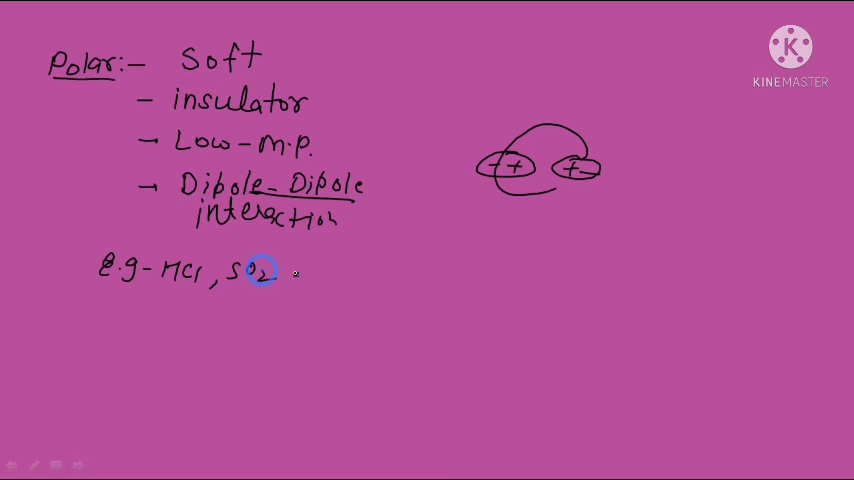 Polar:- Soft
- insulator
→ Low-m.p.
→ Dipole-Dipole
interaction
e.g- HCl, SO2
- + + -
K
KINEMASTER